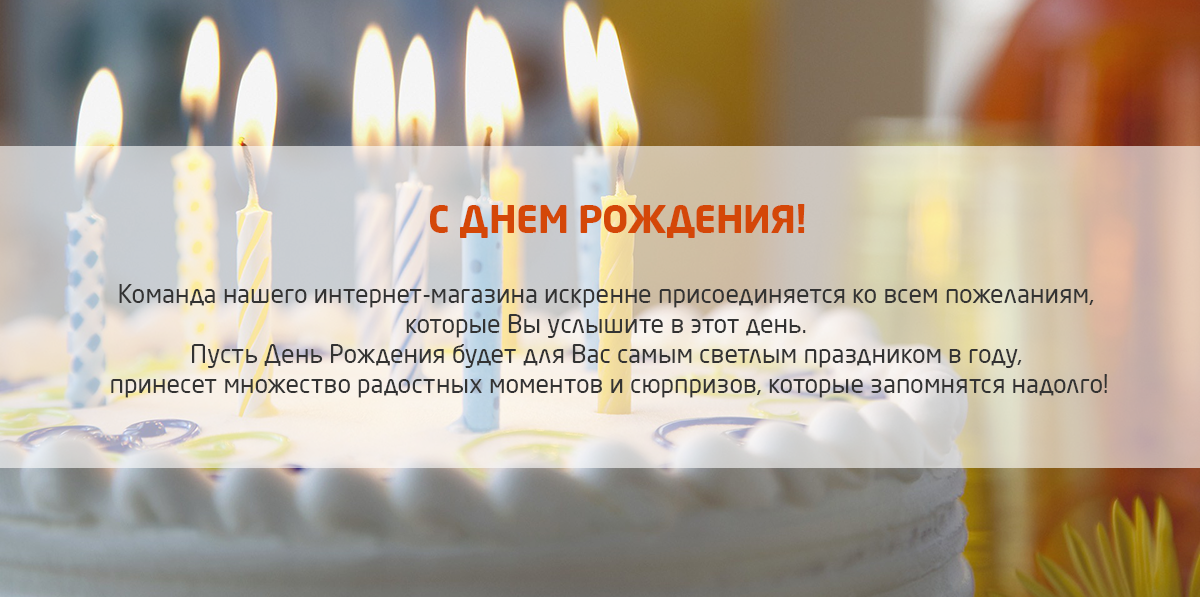 С ДНЕМ РОЖДЕНИЯ!
Команда нашего интернет-магазина искренне присоединяется ко всем пожеланиям,
которые Вы услышите в этот день.
Пусть День Рождения будет для Вас самым светлым праздником в году,
принесет множество радостных моментов и сюрпризов, которые запомнятся надолго!